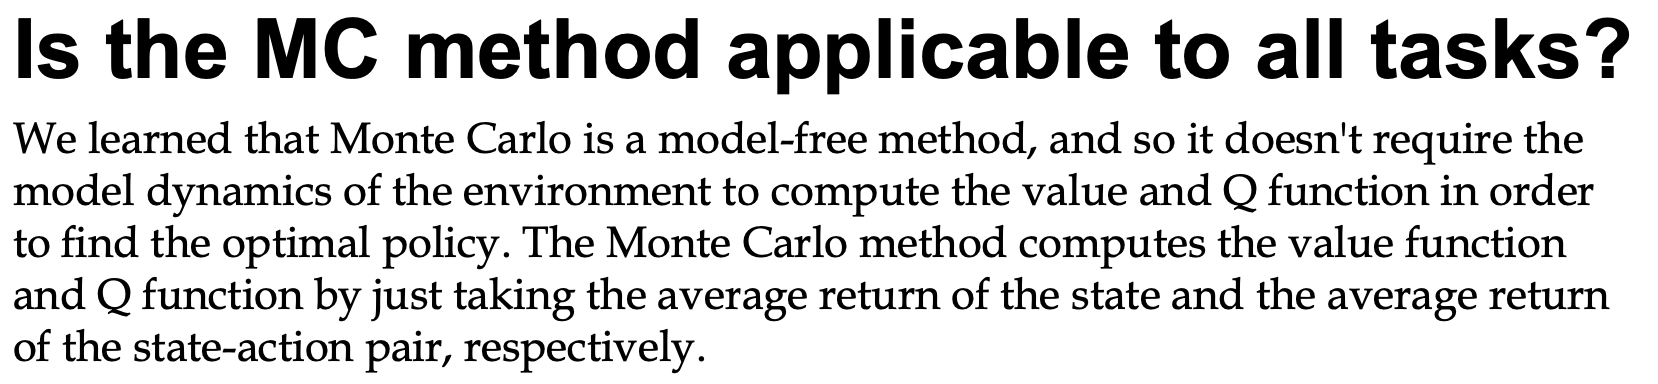 Is the MC method applicable to all tasks?
We learned that Monte Carlo is a model-free method, and so it doesn't require the
model dynamics of the environment to compute the value and Q function in order
to find the optimal policy. The Monte Carlo method computes the value function
and Q function by just taking the average return of the state and the average return
of the state-action pair, respectively.